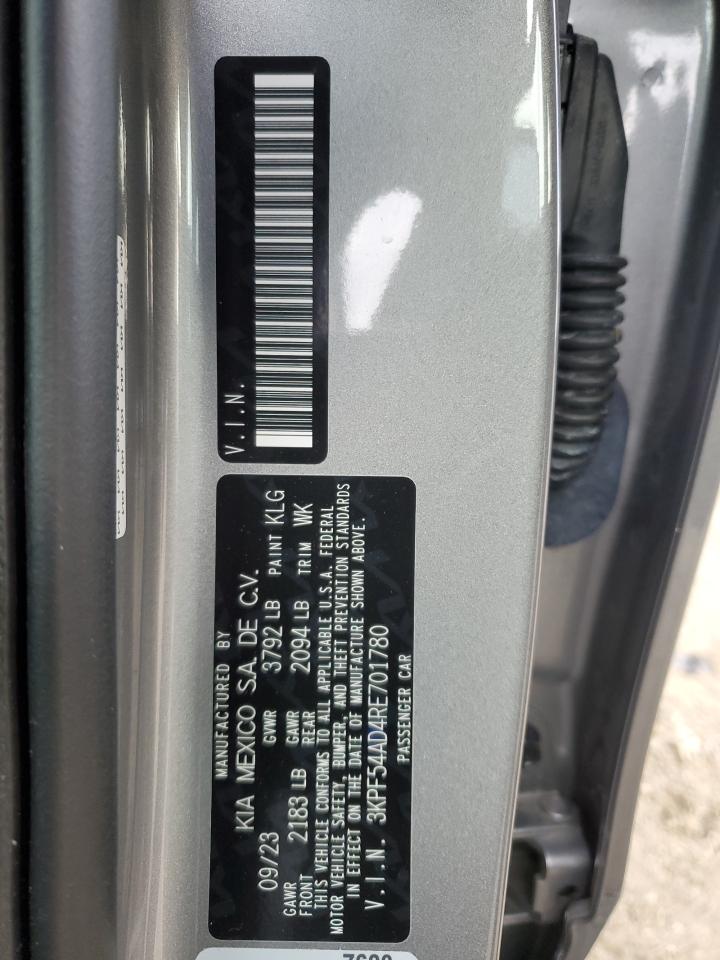 V.I.N.
MANUFACTURED BY
KIA MEXICO S.A. DE C.V.
09/23 GVWR 3792 LB PAINT KLG
GAWR FRONT 2183 LB GAWR REAR 2094 LB TRIM WK
THIS VEHICLE CONFORMS TO ALL APPLICABLE U.S.A. FEDERAL
MOTOR VEHICLE SAFETY, BUMPER, AND THEFT PREVENTION STANDARDS
IN EFFECT ON THE DATE OF MANUFACTURE SHOWN ABOVE.
V.I.N. 3KPF54AD4RE701780
PASSENGER CAR